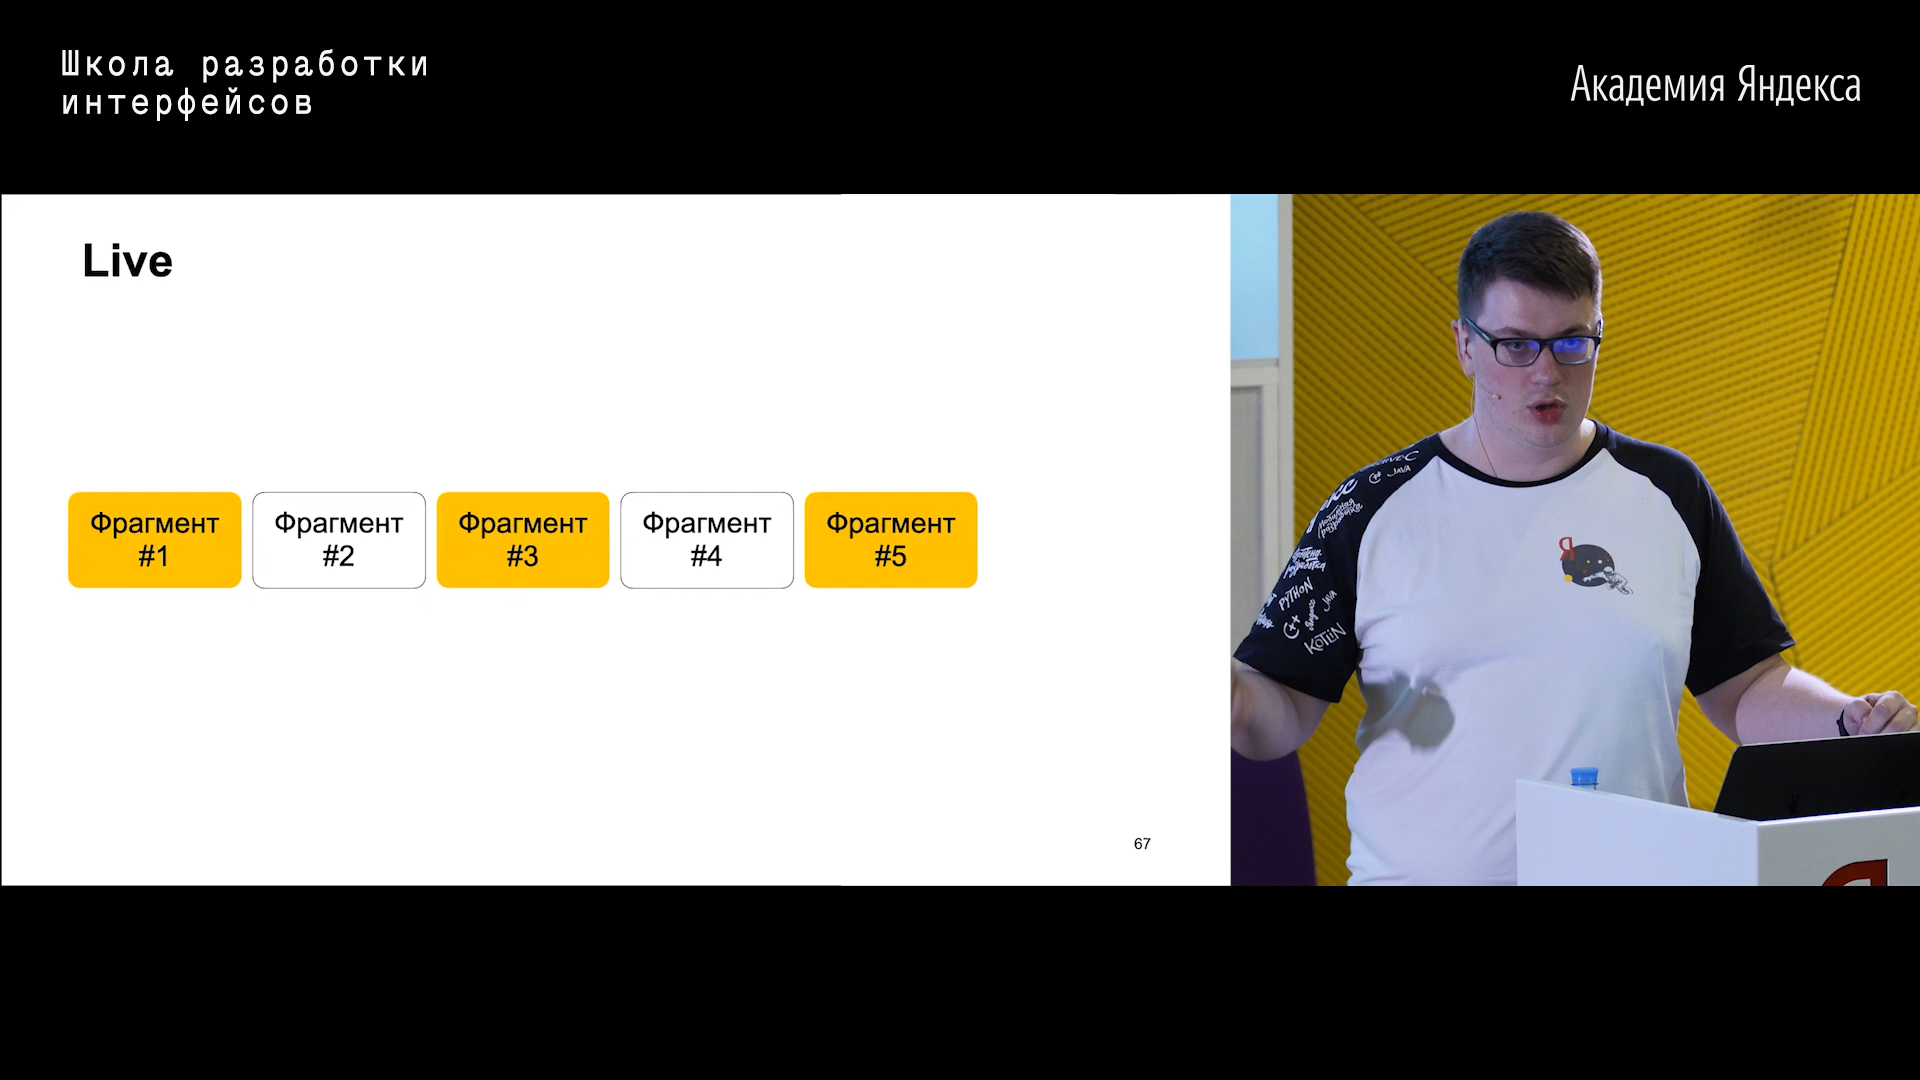 Школа разработки
интерфейсов
Академия Яндекса
Live
Фрагмент
#1
Фрагмент
#2
Фрагмент
#3
Фрагмент
#4
Фрагмент
#5
67
C++
JAVA
PYTHON
JAVA
C++
KOTLIN
Я
Я